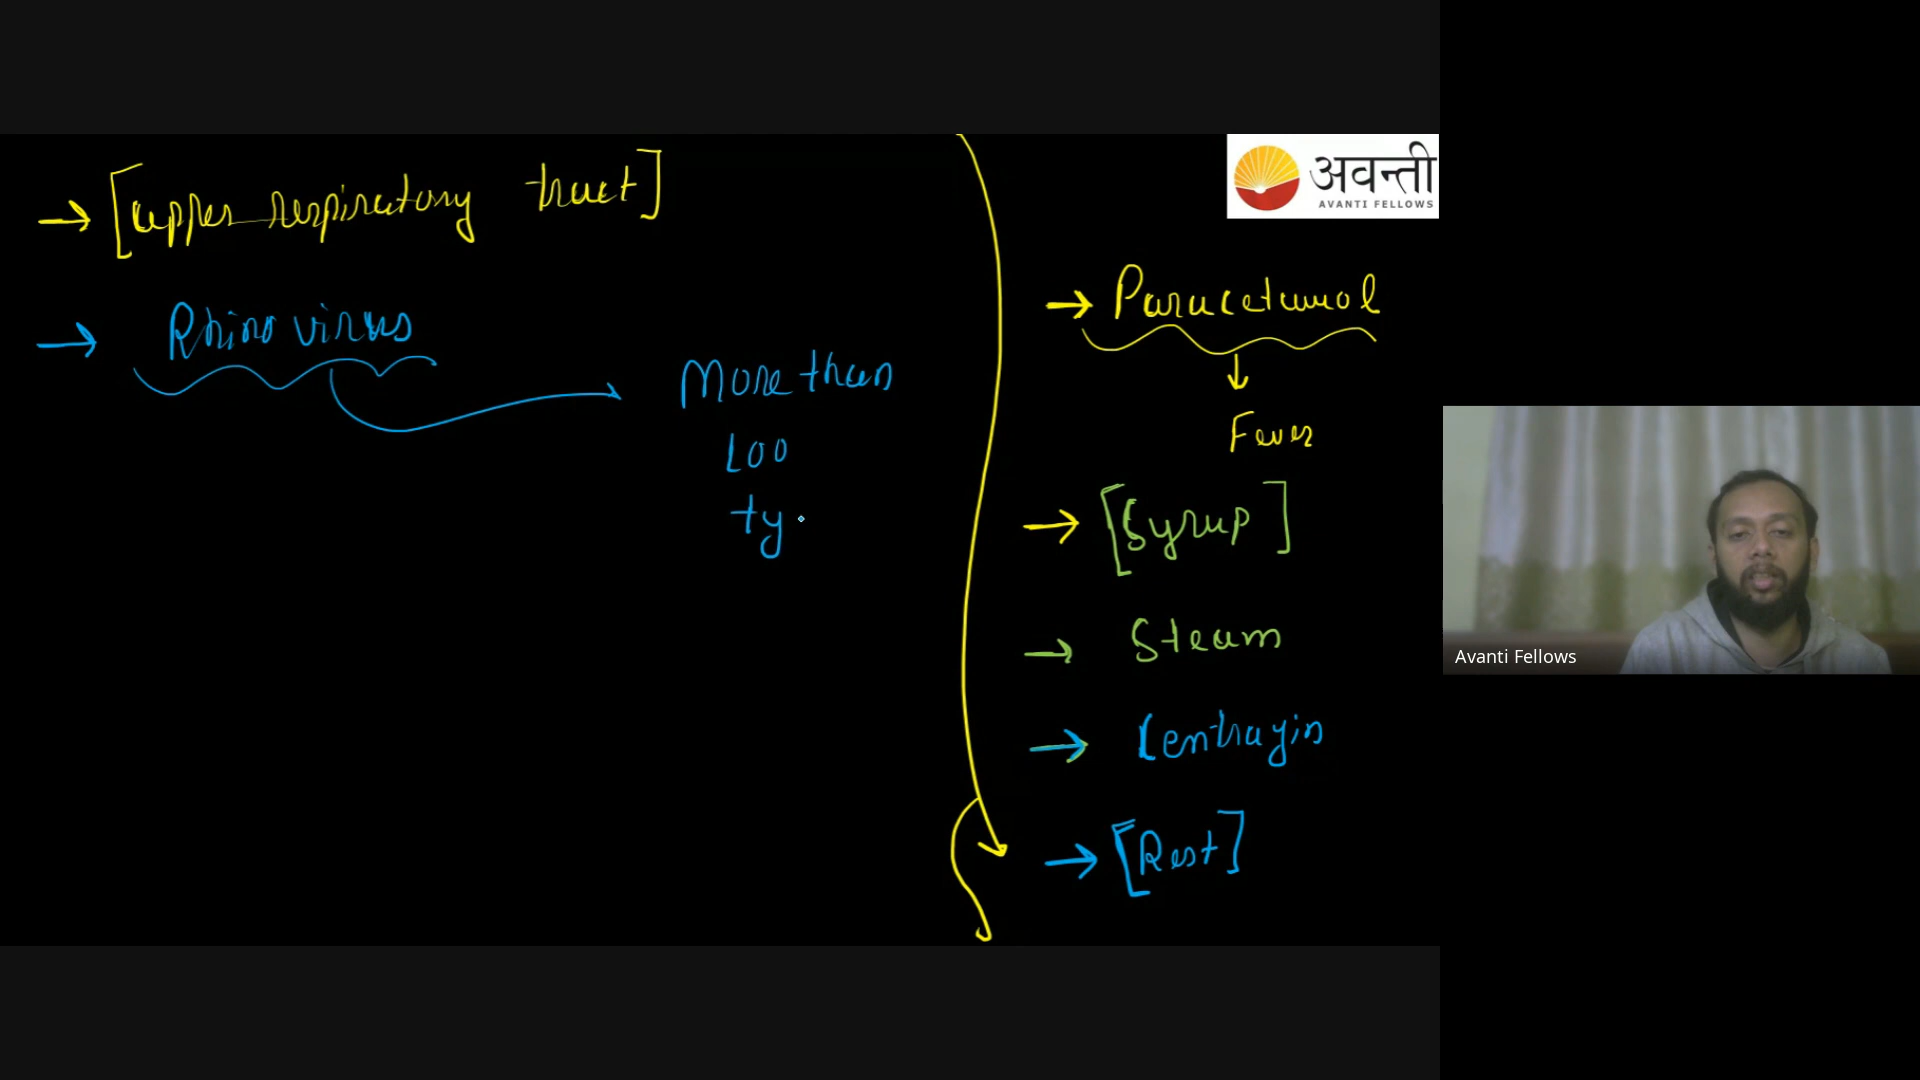 → [upper respiratory tract]
→ Rhino virus
More than
100
ty
अवन्ती
AVANTI FELLOWS
→ Paracetamol
↓
Fever
→ [Syrup]
→ Steam
→ Centrayin
→ [Rest]
Avanti Fellows